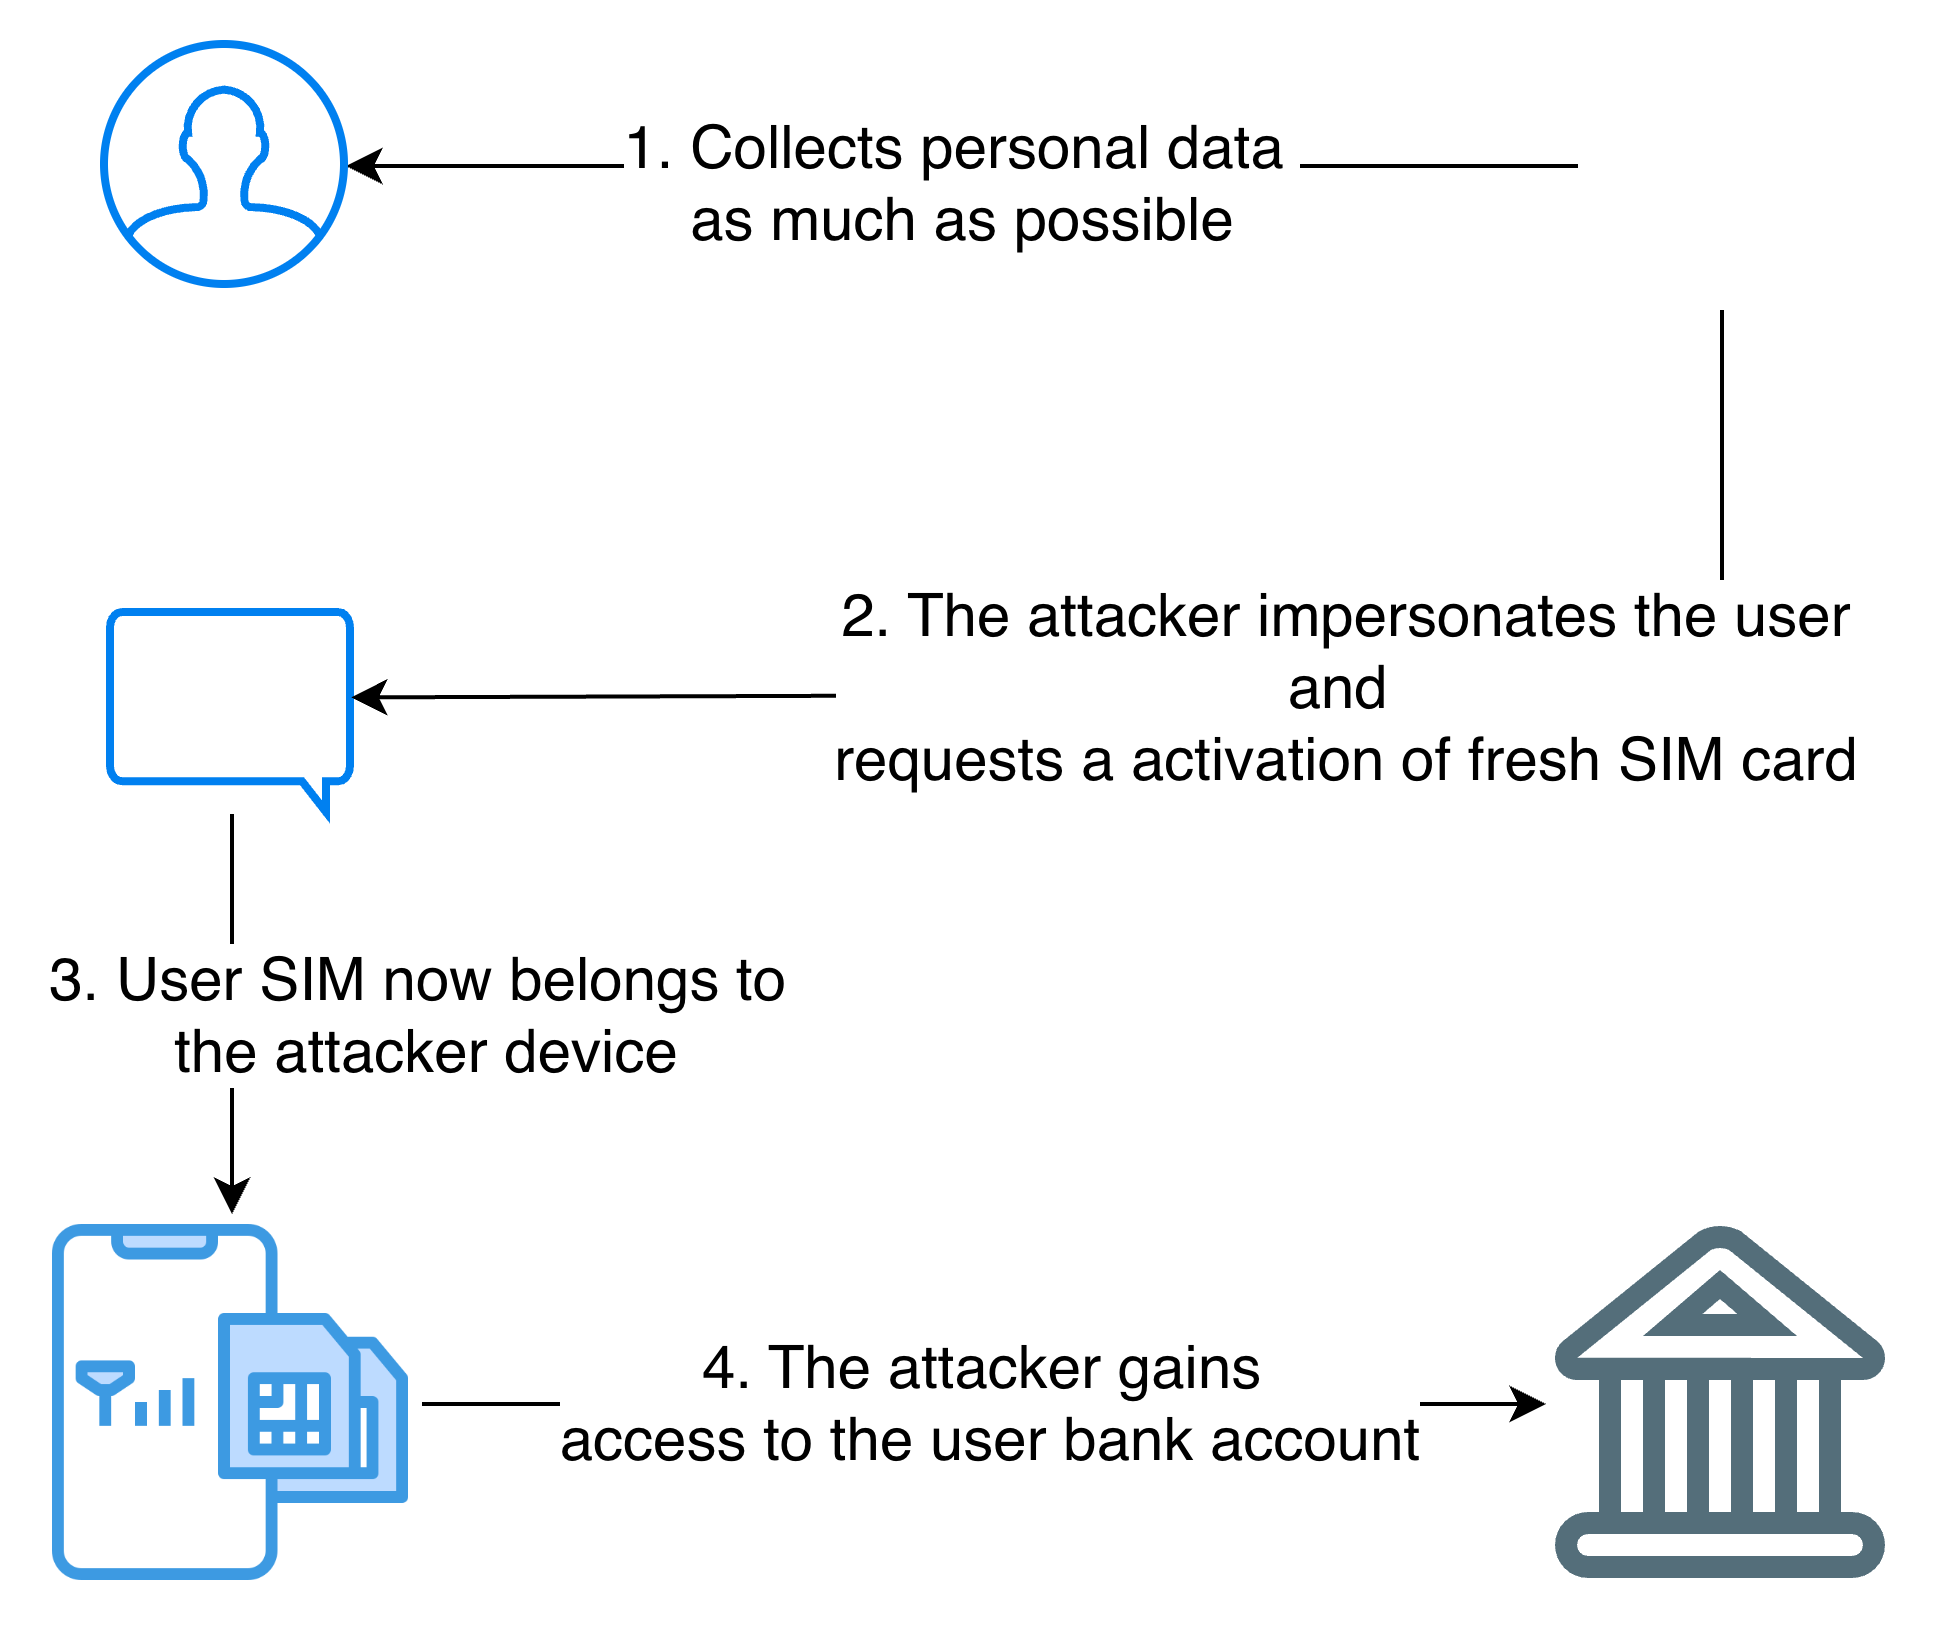 1. Collects personal data
as much as possible
2. The attacker impersonates the user
and
requests a activation of fresh SIM card
3. User SIM now belongs to
the attacker device
4. The attacker gains
access to the user bank account